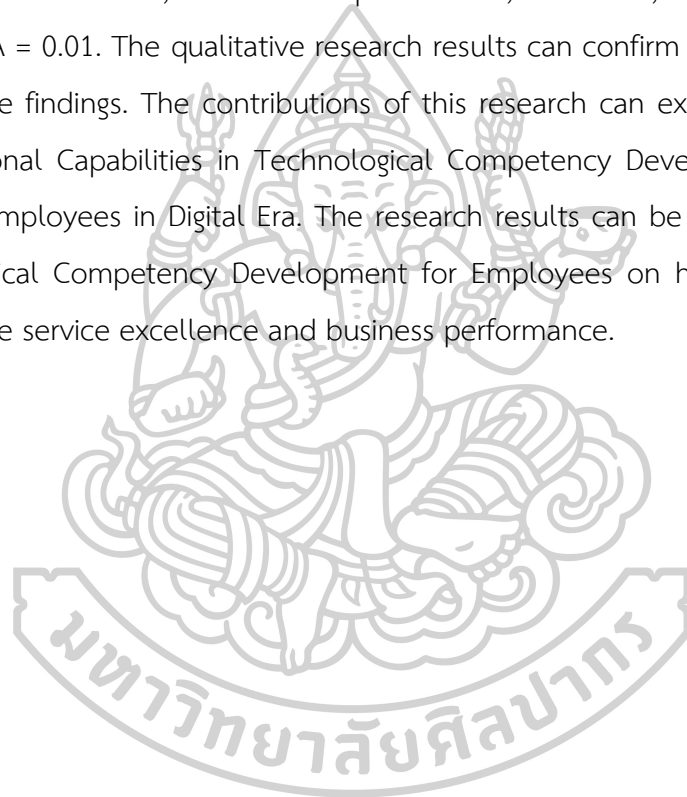 A = 0.01. The qualitative research results can confirm
e findings. The contributions of this research can ex
onal Capabilities in Technological Competency Deve
mployees in Digital Era. The research results can be
ical Competency Development for Employees on h
e service excellence and business performance.
มหาวิทยาลัยศิลปากร